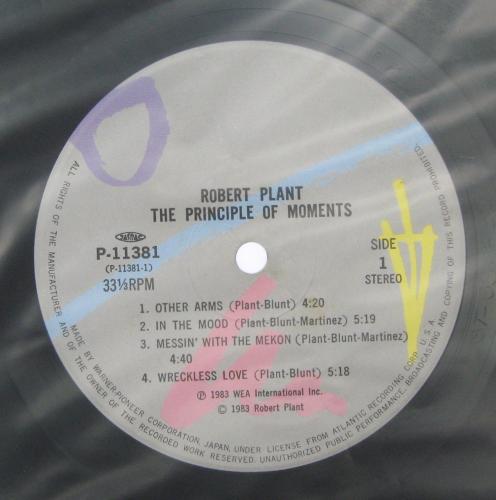 ROBERT PLANT
THE PRINCIPLE OF MOMENTS
JASRAC
P-11381
(P-11381-1)
33⅓RPM
SIDE
1
STEREO
1. OTHER ARMS (Plant-Blunt) 4:20
2. IN THE MOOD (Plant-Blunt-Martinez) 5:19
3. MESSIN' WITH THE MEKON (Plant-Blunt-Martinez)
4:40
4. WRECKLESS LOVE (Plant-Blunt) 5:18
Ⓟ 1983 WEA International Inc.
© 1983 Robert Plant
MADE BY WARNER-PIONEER CORPORATION, JAPAN, UNDER LICENSE FROM ATLANTIC RECORDING CORP. U.S.A.
ALL RIGHTS OF THE MANUFACTURER AND OF THE OWNER OF THE RECORDED WORK RESERVED. UNAUTHORIZED PUBLIC PERFORMANCE, BROADCASTING AND COPYING OF THIS RECORD PROHIBITED.